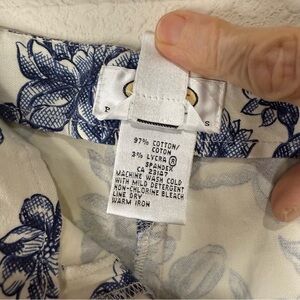 P
S
97% COTTON/
COTON
3% LYCRA ®
SPANDEX
CA 23147
MACHINE WASH COLD
WITH MILD DETERGENT
NON-CHLORINE BLEACH
LINE DRY
WARM IRON